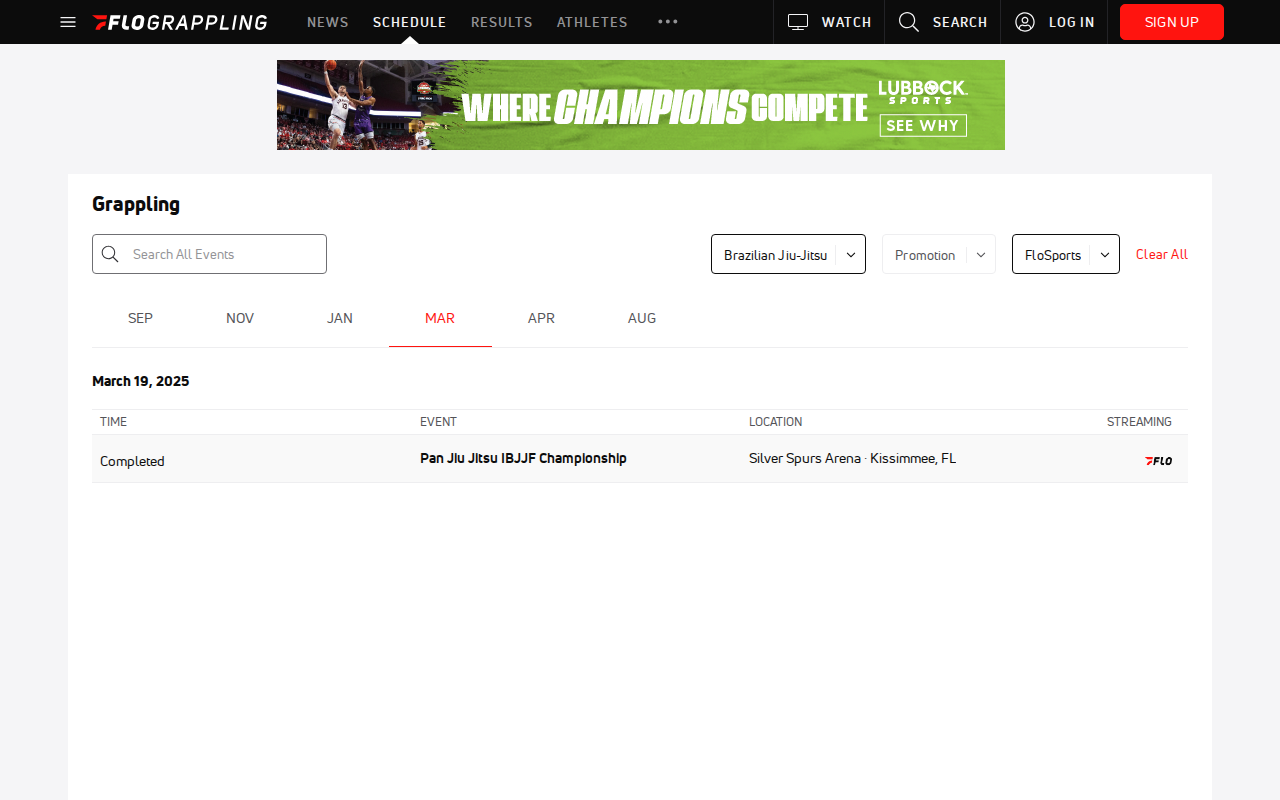 FLOGRAPPLING NEWS SCHEDULE RESULTS ATHLETES WATCH SEARCH LOG IN SIGN UP
WHERE CHAMPIONS COMPETE LUBBOCK SPORTS SEE WHY
Grappling
Search All Events Brazilian Jiu-Jitsu Promotion FloSports Clear All
SEP NOV JAN MAR APR AUG
March 19, 2025
TIME EVENT LOCATION STREAMING
Completed Pan Jiu Jitsu IBJJF Championship Silver Spurs Arena · Kissimmee, FL FLO